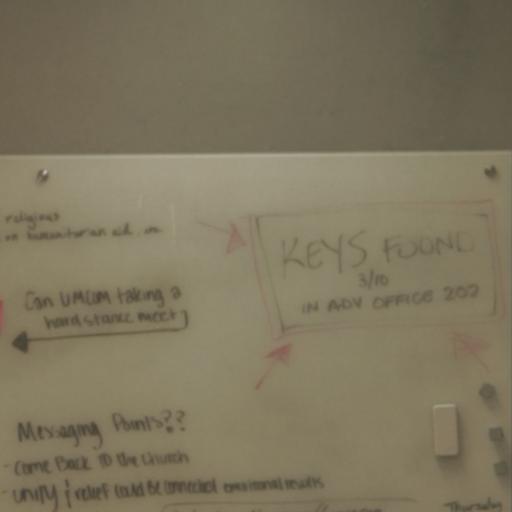 religious
on humanitarian aid
KEYS FOUND
3/10
IN ADV OFFICE 202
Can UMCOM taking a
hard stance meet
Messaging Points??
- Come Back to the church
- unity / relief could be connected emotional results
Thursday